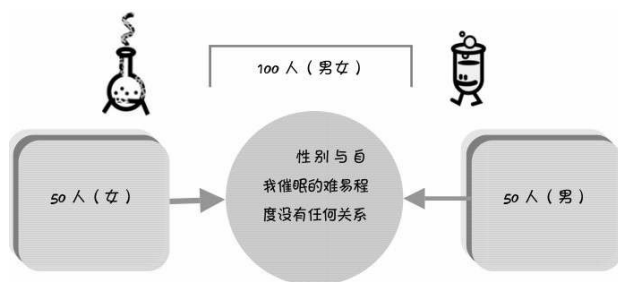 100人（男女）
50人（女）
性别与自
我催眠的难易程
度没有任何关系
50人（男）